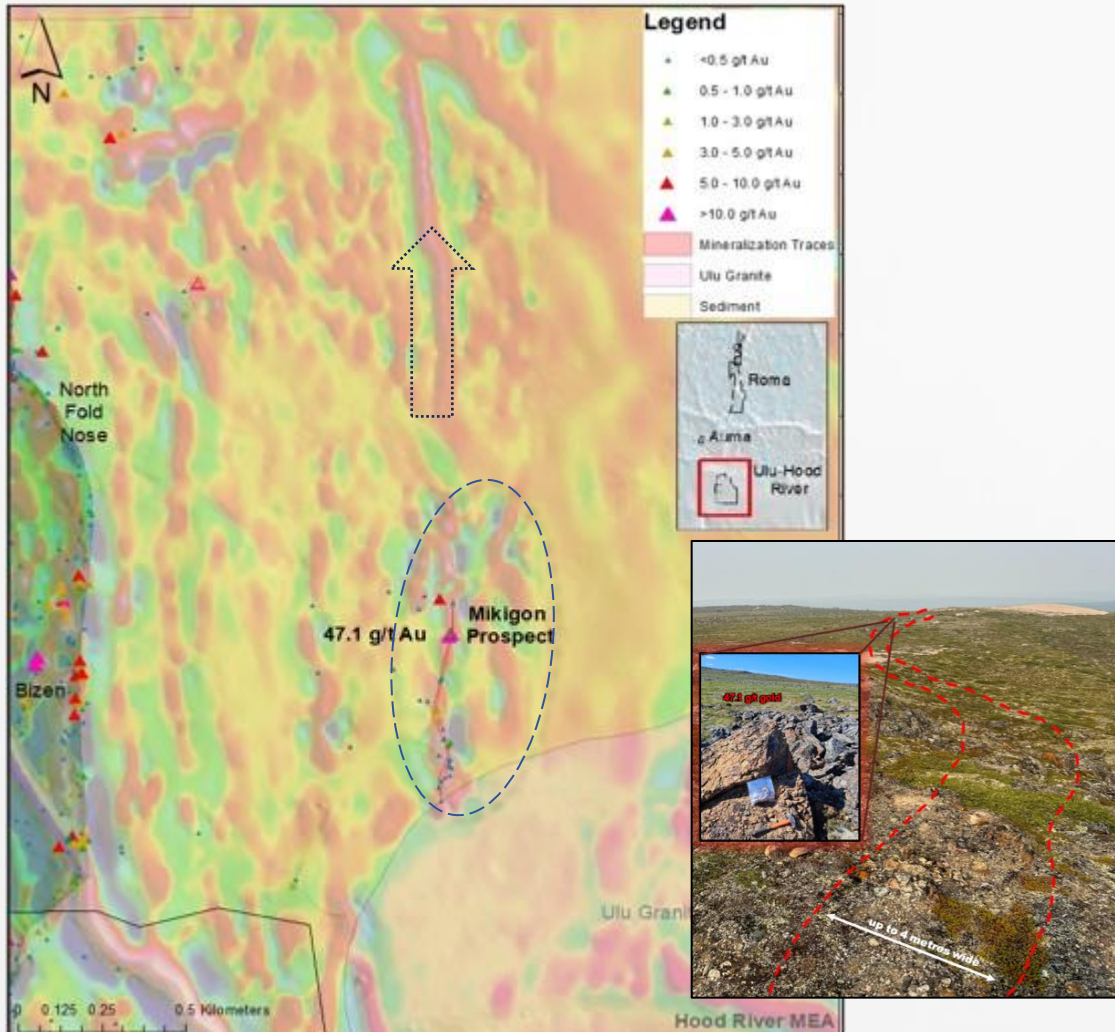 N
Legend
<0.5 g/t Au
0.5 - 1.0 g/t Au
1.0 - 3.0 g/t Au
3.0 - 5.0 g/t Au
5.0 - 10.0 g/t Au
>10.0 g/t Au
Mineralization Traces
Ulu Granite
Sediment
Roma
Auma
Ulu-Hood
River
North
Fold
Nose
47.1 g/t Au
Mikigon
Prospect
Bizen
47.1 g/t gold
up to 4 metres wide
Ulu
0 0.125 0.25 0.5 Kilometers
Hood River MEA